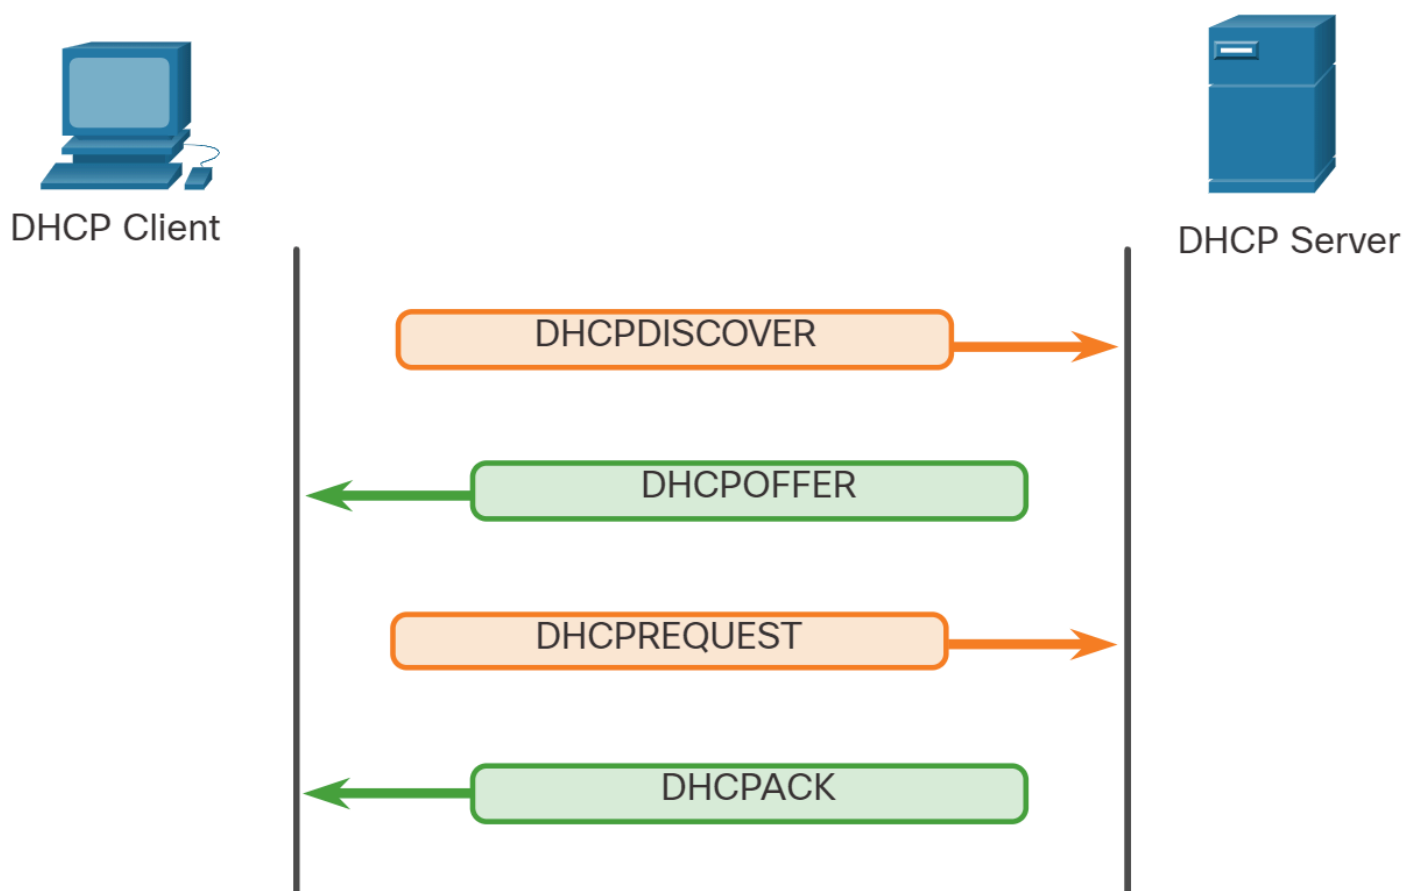 DHCP Client
DHCP Server
DHCPDISCOVER
DHCPOFFER
DHCPREQUEST
DHCPACK